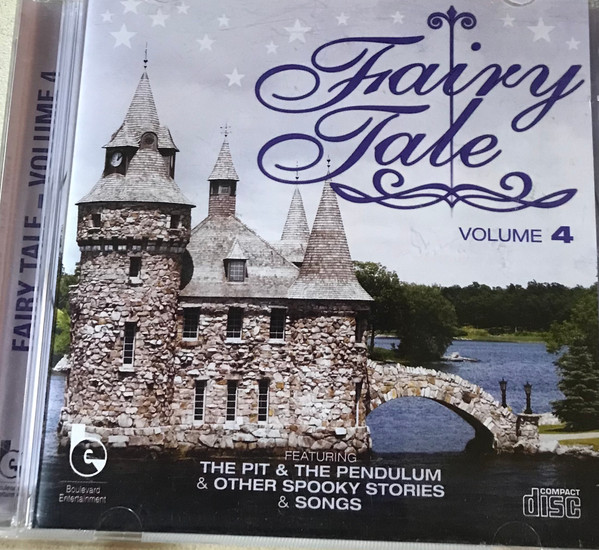 Fairy
Tale
VOLUME 4
FAIRY TALE – VOLUME 4
FEATURING
THE PIT & THE PENDULUM
& OTHER SPOOKY STORIES
& SONGS
Boulevard
Entertainment
COMPACT
disc